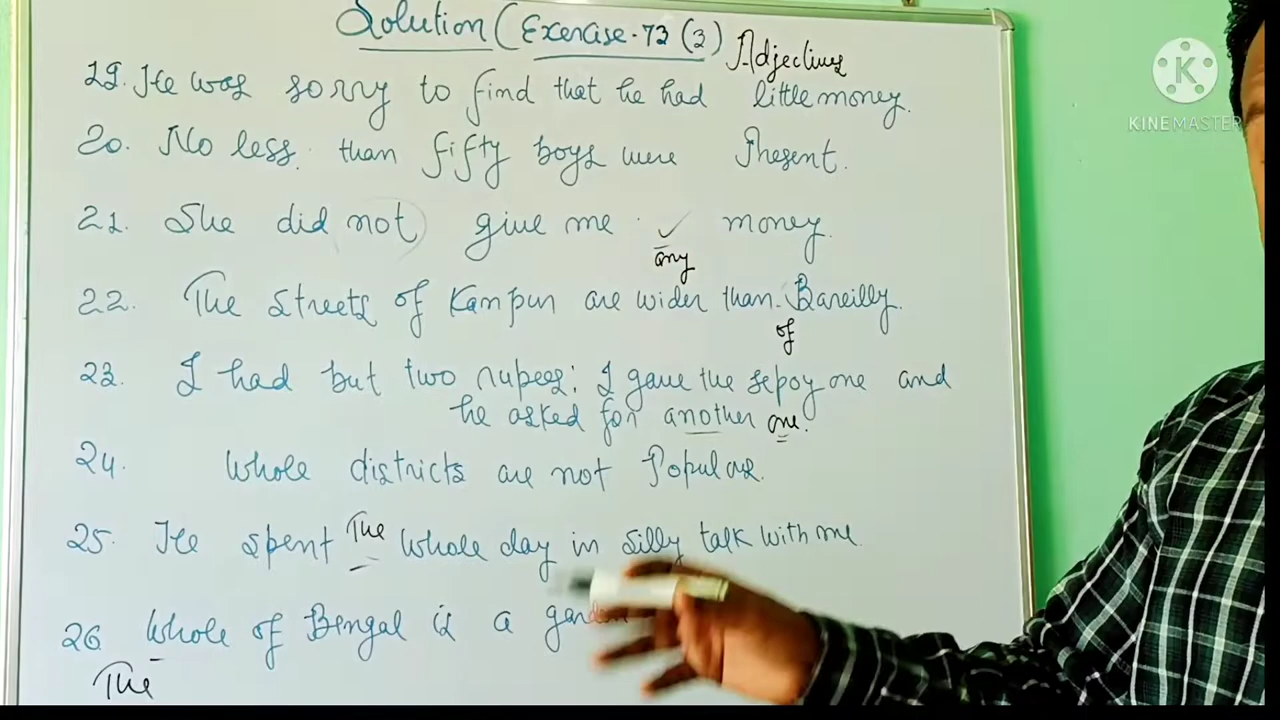 Solution (Exercise-73 (3)
Adjectives
K
KINEMASTER
19. He was sorry to find that he had little money.
20. No less than fifty boys were Present.
21. She did not give me money.
any
22. The streets of Kanpur are wider than Bareilly.
of
23. I had but two rupees; I gave the sepoy one and
he asked for another one.
24. Whole districts are not Popular.
25. He spent The whole day in silly talk with me
26 Whole of Bengal is a
The